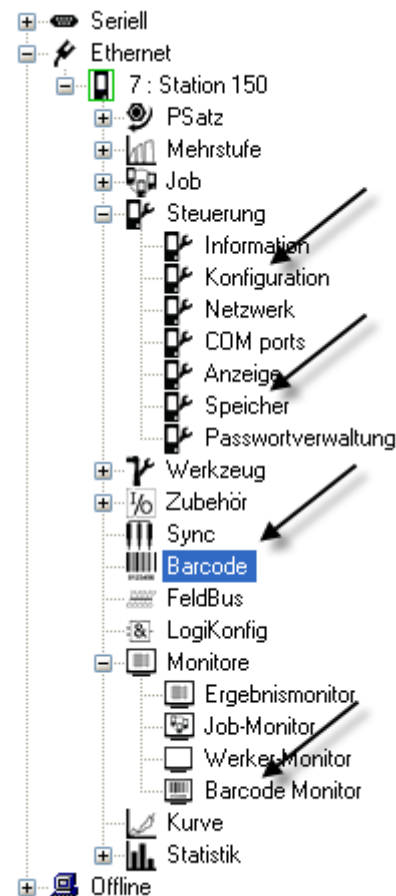 Seriell
Ethernet
7 : Station 150
PSatz
Mehrstufe
Job
Steuerung
Information
Konfiguration
Netzwerk
COM ports
Anzeige
Speicher
Passwortverwaltung
Werkzeug
I/O Zubehör
Sync
Barcode
FeldBus
& LogiKonfig
Monitore
Ergebnismonitor
Job-Monitor
Werker-Monitor
Barcode Monitor
Kurve
Statistik
Offline